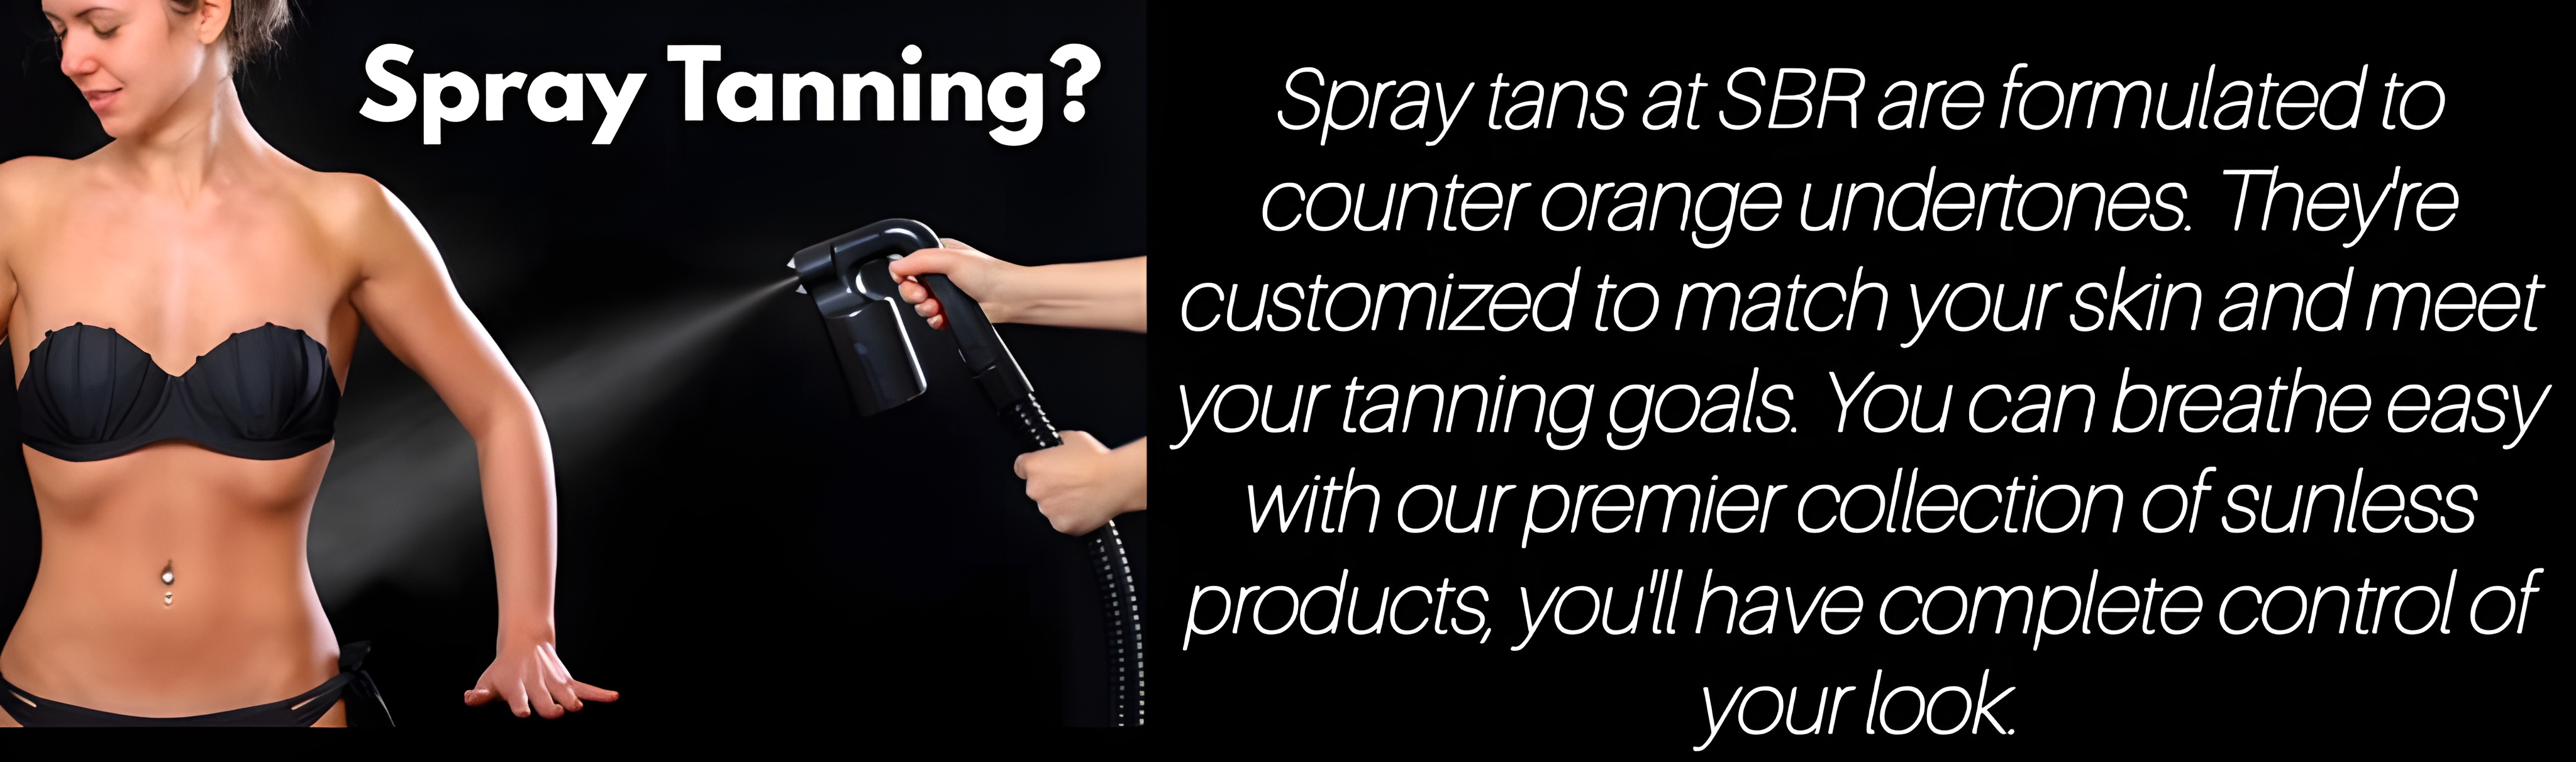 Spray Tanning?
Spray tans at SBR are formulated to
counter orange undertones. They're
customized to match your skin and meet
your tanning goals. You can breathe easy
with our premier collection of sunless
products, you'll have complete control of
your look.